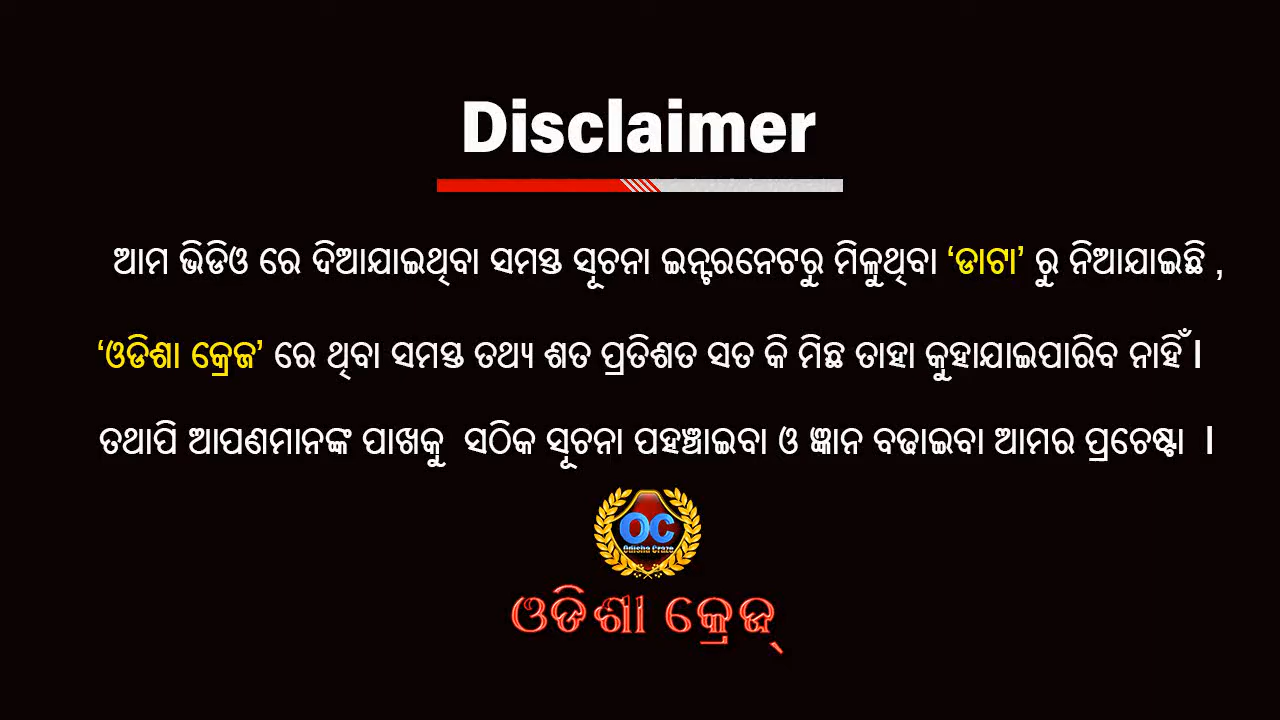 Disclaimer
ଆମ ଭିଡିଓ ରେ ଦିଆଯାଇଥିବା ସମସ୍ତ ସୂଚନା ଇନ୍ଟରନେଟରୁ ମିଳୁଥିବା ‘ଡାଟା’ ରୁ ନିଆଯାଇଛି ,
‘ଓଡିଶା କ୍ରେଜ’ ରେ ଥିବା ସମସ୍ତ ତଥ୍ୟ ଶତ ପ୍ରତିଶତ ସତ କି ମିଛ ତାହା କୁହାଯାଇପାରିବ ନାହିଁ l
ତଥାପି ଆପଣମାନଙ୍କ ପାଖକୁ ସଠିକ ସୂଚନା ପହଞ୍ଚାଇବା ଓ ଜ୍ଞାନ ବଢାଇବା ଆମର ପ୍ରଚେଷ୍ଟା l
OC
Odisha Craze
ଓଡିଶା କ୍ରେଜ୍